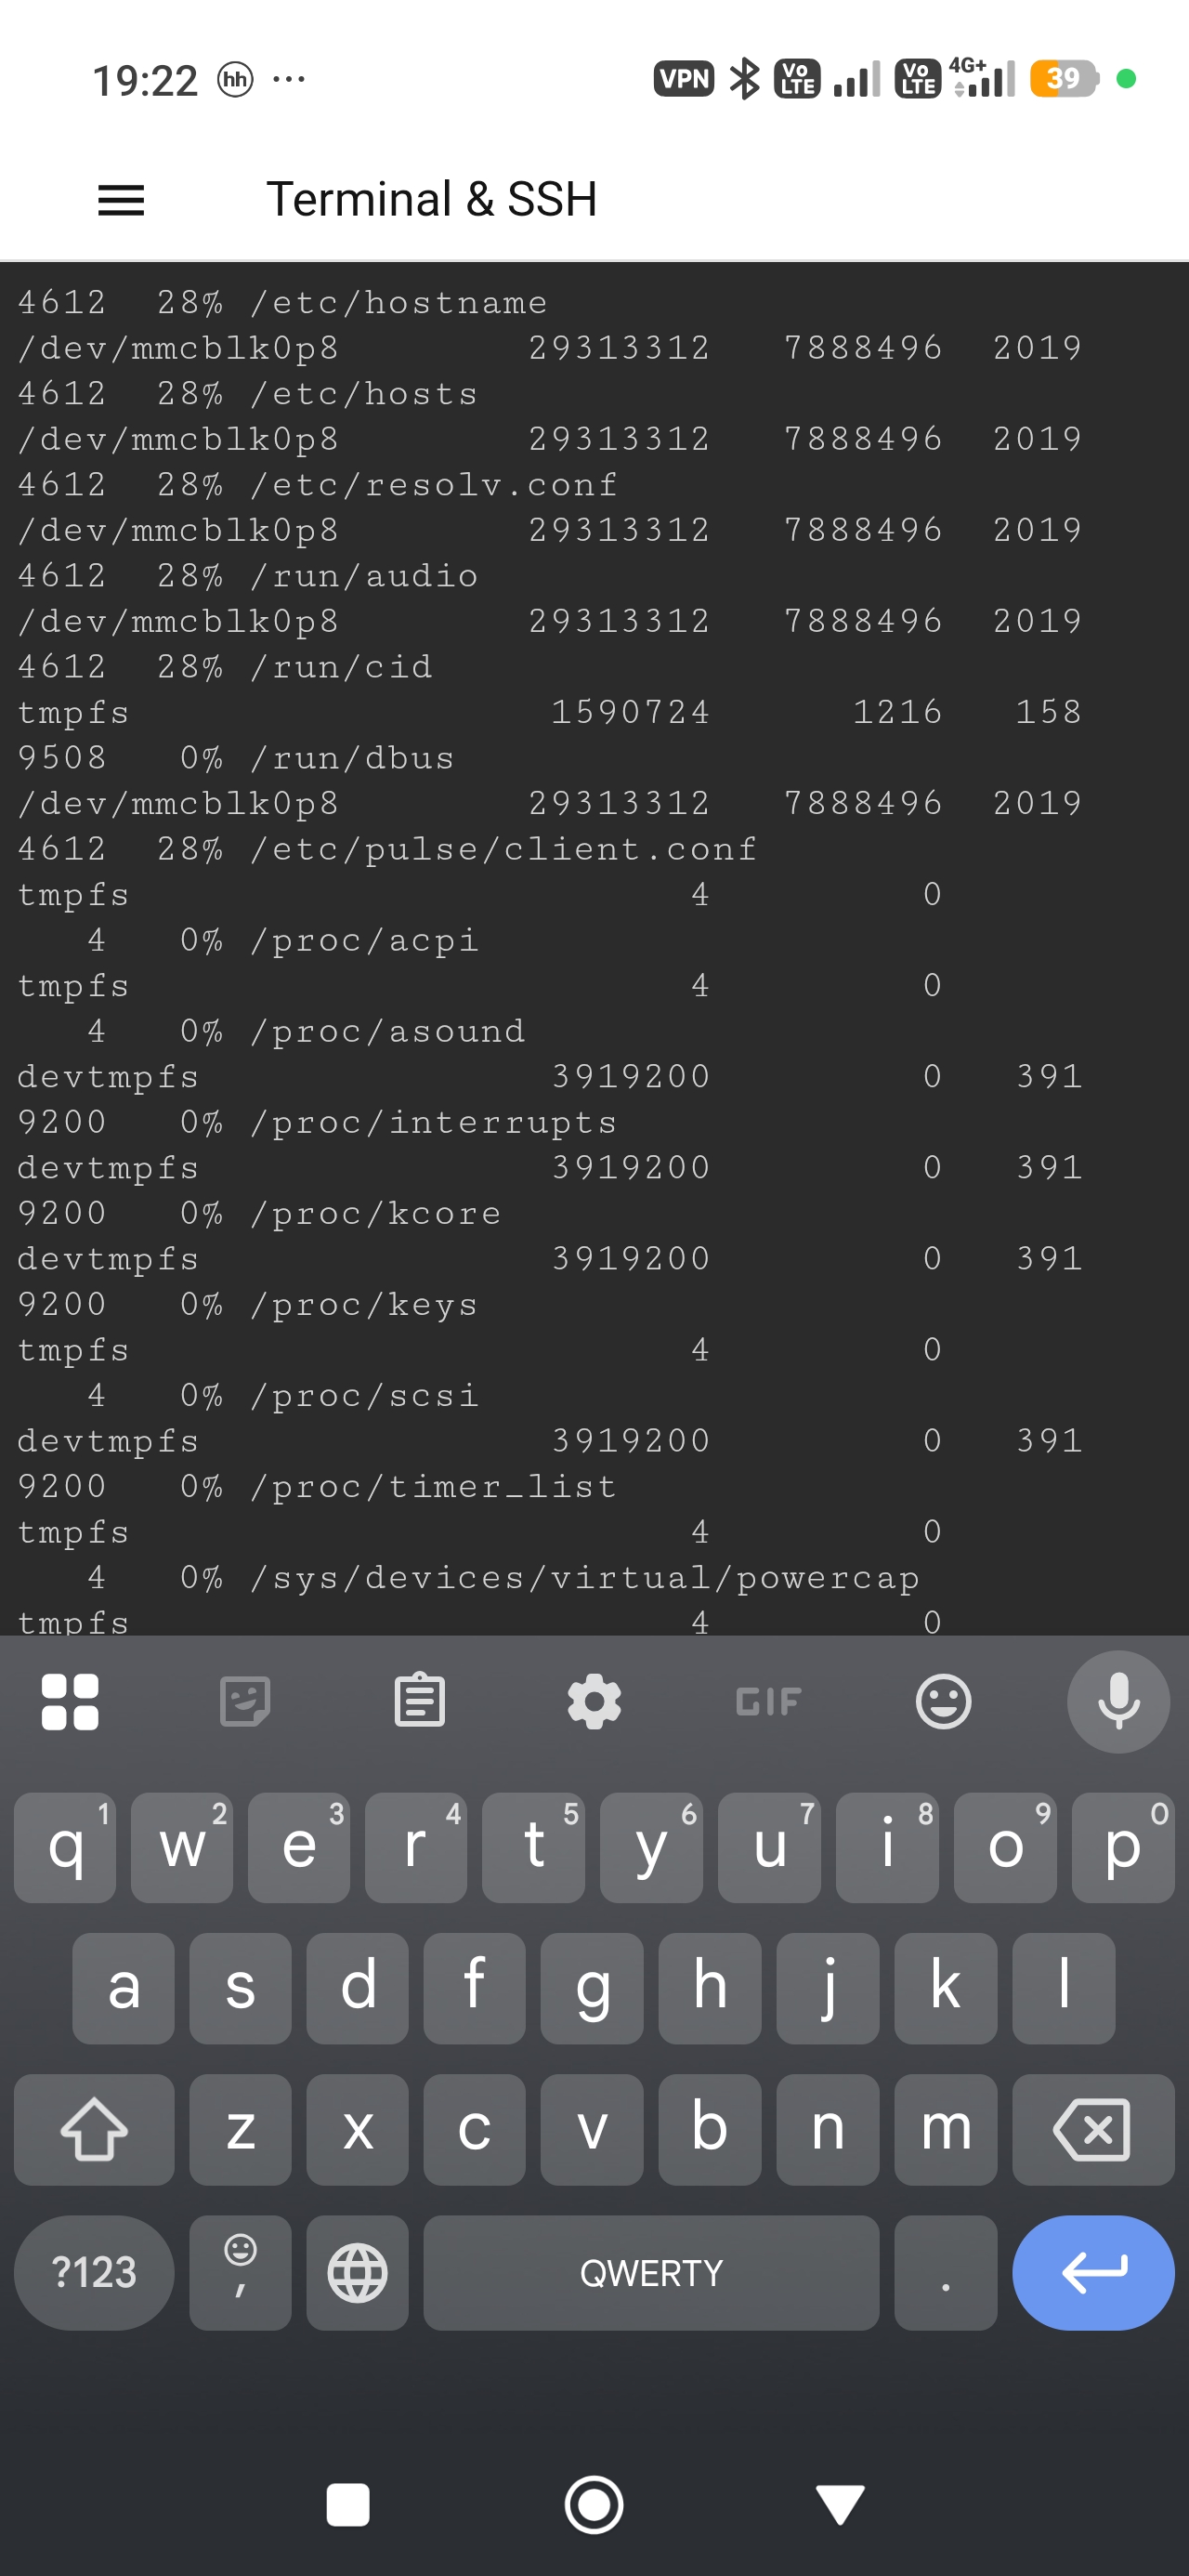 19:22 hh ... VPN Vo LTE Vo LTE 4G+ 39
Terminal & SSH
4612 28% /etc/hostname
/dev/mmcblk0p8 29313312 7888496 2019
4612 28% /etc/hosts
/dev/mmcblk0p8 29313312 7888496 2019
4612 28% /etc/resolv.conf
/dev/mmcblk0p8 29313312 7888496 2019
4612 28% /run/audio
/dev/mmcblk0p8 29313312 7888496 2019
4612 28% /run/cid
tmpfs 1590724 1216 158
9508 0% /run/dbus
/dev/mmcblk0p8 29313312 7888496 2019
4612 28% /etc/pulse/client.conf
tmpfs 4 0
4 0% /proc/acpi
tmpfs 4 0
4 0% /proc/asound
devtmpfs 3919200 0 391
9200 0% /proc/interrupts
devtmpfs 3919200 0 391
9200 0% /proc/kcore
devtmpfs 3919200 0 391
9200 0% /proc/keys
tmpfs 4 0
4 0% /proc/scsi
devtmpfs 3919200 0 391
9200 0% /proc/timer_list
tmpfs 4 0
4 0% /sys/devices/virtual/powercap
tmpfs 4 0
GIF
q 1 w 2 e 3 r 4 t 5 y 6 u 7 i 8 o 9 p 0
a s d f g h j k l
z x c v b n m
?123 , QWERTY .